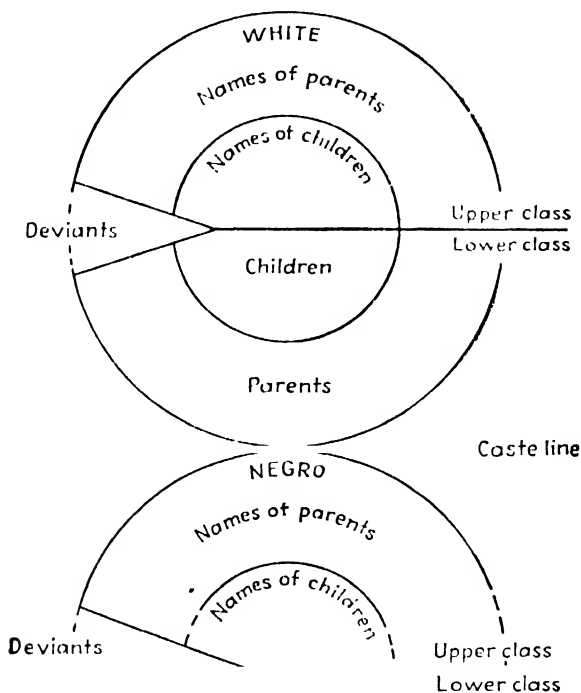 WHITE
Names of parents
Names of children
Upper class
Deviants
Lower class
Children
Parents
Caste line
NEGRO
Names of parents
Names of children
Deviants
Upper class
Lower class